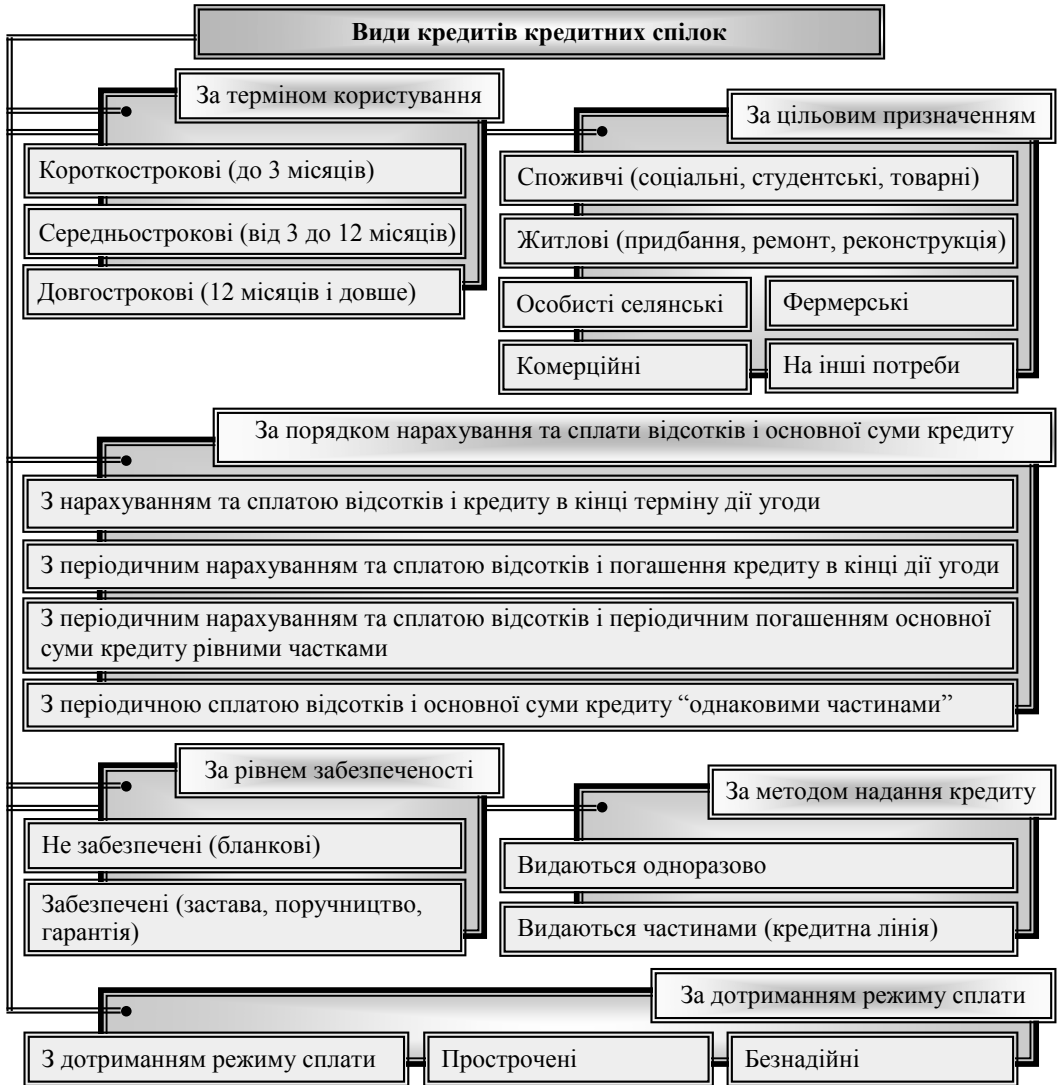 Види кредитів кредитних спілок
За терміном користування
Короткострокові (до 3 місяців)
Середньострокові (від 3 до 12 місяців)
Довгострокові (12 місяців і довше)
За цільовим призначенням
Споживчі (соціальні, студентські, товарні)
Житлові (придбання, ремонт, реконструкція)
Особисті селянські
Фермерські
Комерційні
На інші потреби
За порядком нарахування та сплати відсотків і основної суми кредиту
З нарахуванням та сплатою відсотків і кредиту в кінці терміну дії угоди
З періодичним нарахуванням та сплатою відсотків і погашення кредиту в кінці дії угоди
З періодичним нарахуванням та сплатою відсотків і періодичним погашенням основної
суми кредиту рівними частками
З періодичною сплатою відсотків і основної суми кредиту “однаковими частинами”
За рівнем забезпеченості
Не забезпечені (бланкові)
Забезпечені (застава, поручництво,
гарантія)
За методом надання кредиту
Видаються одноразово
Видаються частинами (кредитна лінія)
За дотриманням режиму сплати
З дотриманням режиму сплати
Прострочені
Безнадійні